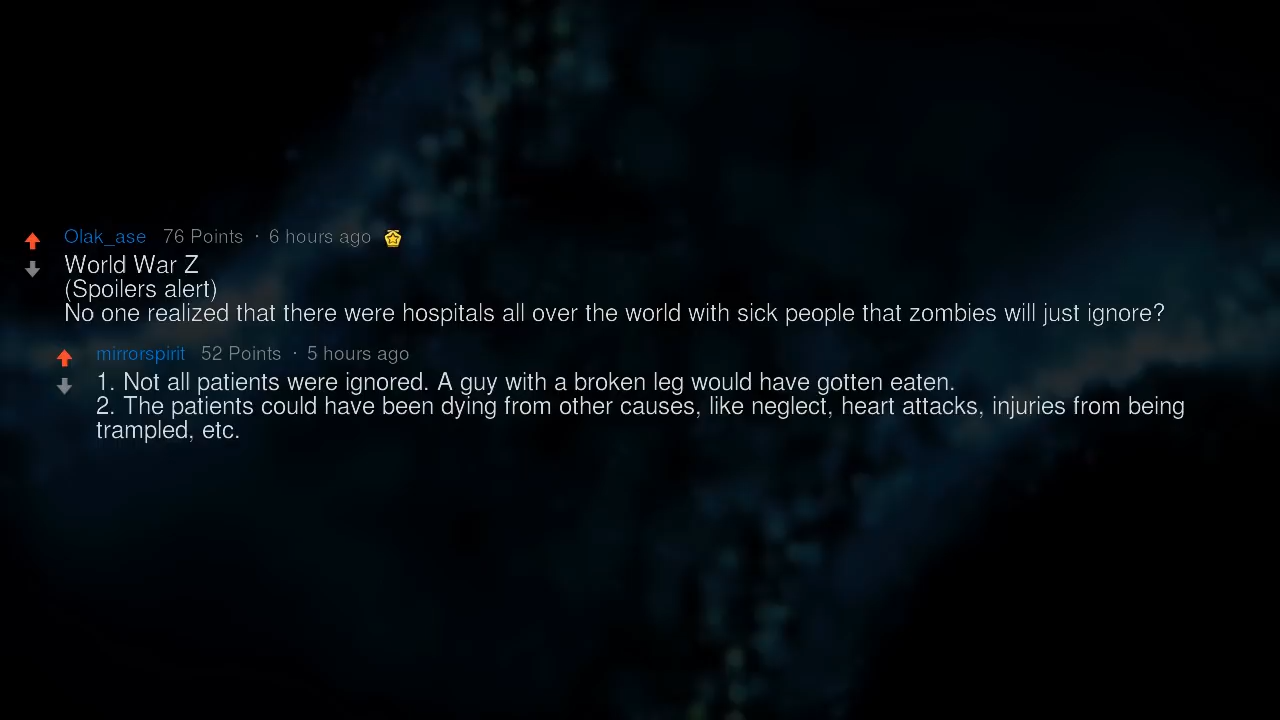 Olak_ase 76 Points · 6 hours ago
World War Z
(Spoilers alert)
No one realized that there were hospitals all over the world with sick people that zombies will just ignore?
mirrorspirit 52 Points · 5 hours ago
1. Not all patients were ignored. A guy with a broken leg would have gotten eaten.
2. The patients could have been dying from other causes, like neglect, heart attacks, injuries from being
trampled, etc.